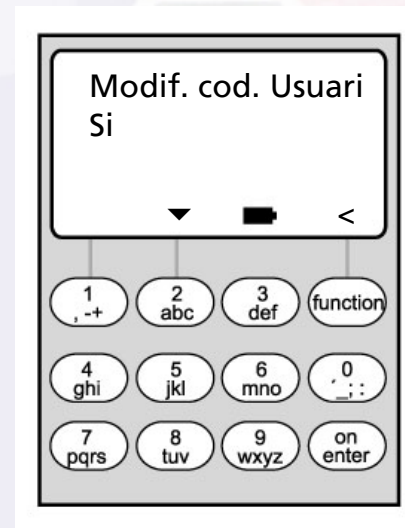 Modif. cod. Usuari
Si
<
1 2 3 function
, -+ abc def
4 5 6 0
ghi jkl mno ´_; :
7 8 9 on
pqrs tuv wxyz enter